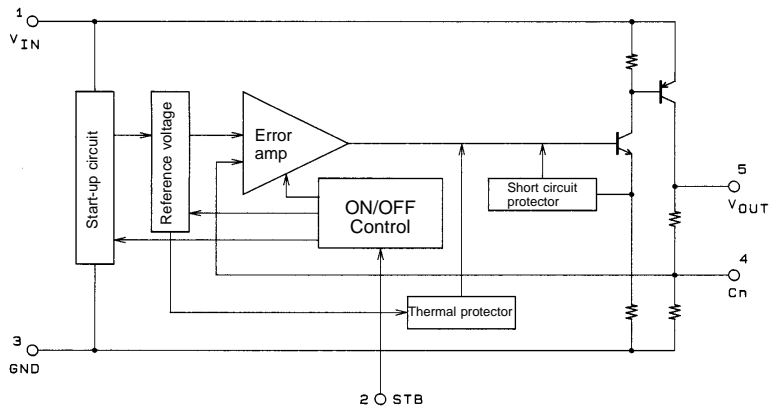 1
VIN
Start-up circuit
Reference voltage
Error
amp
ON/OFF
Control
Short circuit
protector
5
VOUT
4
Cn
Thermal protector
3
GND
2 STB